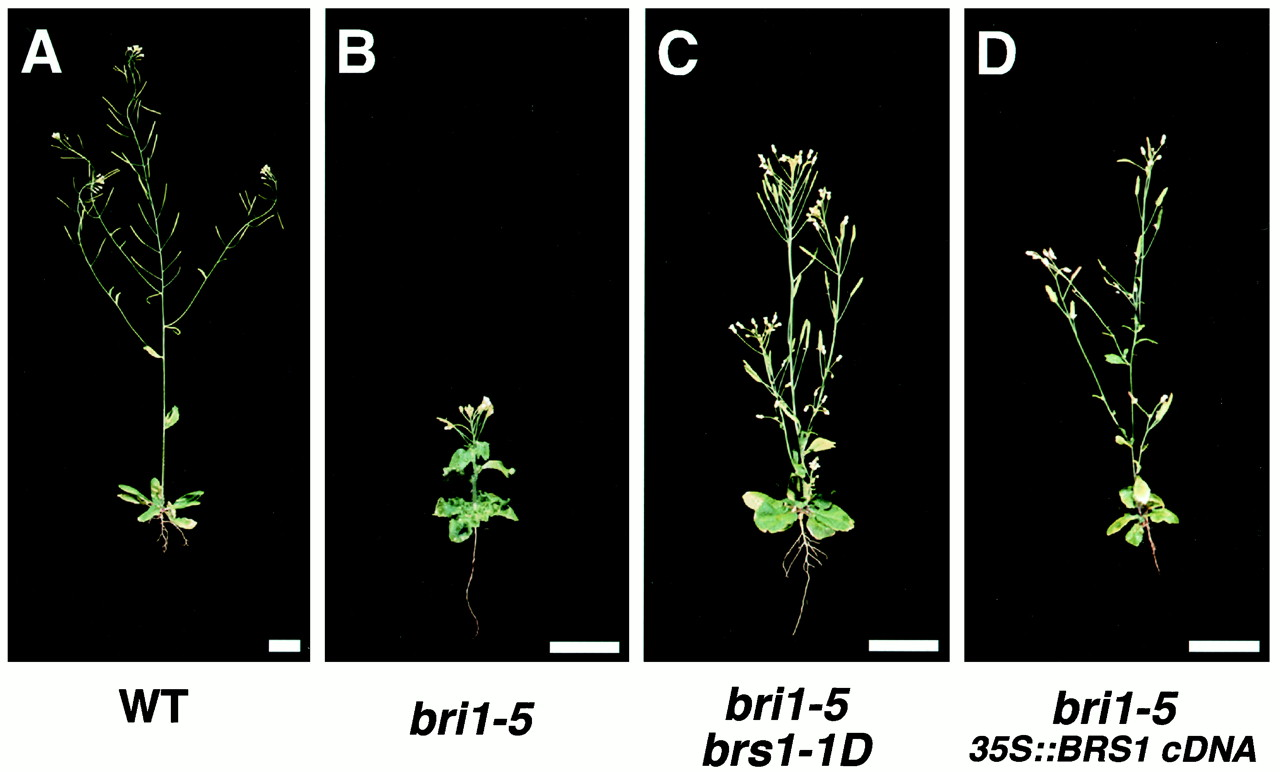 A
B
C
D
WT
bri1-5
bri1-5
brs1-1D
bri1-5
35S::BRS1 cDNA